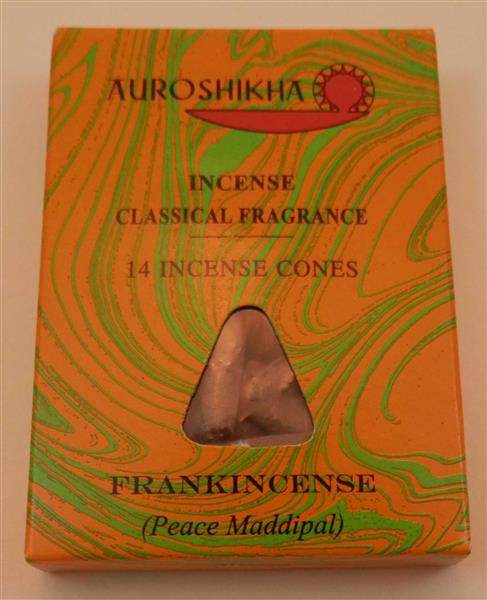 AUROSHIKHA
INCENSE
CLASSICAL FRAGRANCE
14 INCENSE CONES
FRANKINCENSE
(Peace Maddipal)